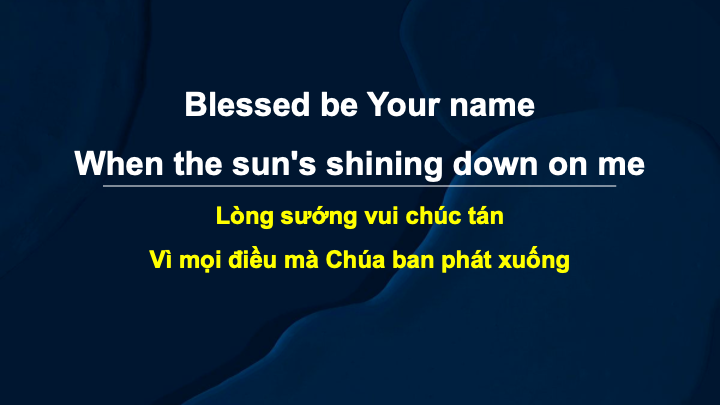 Blessed be Your name
When the sun's shining down on me
Lòng sướng vui chúc tán
Vì mọi điều mà Chúa ban phát xuống